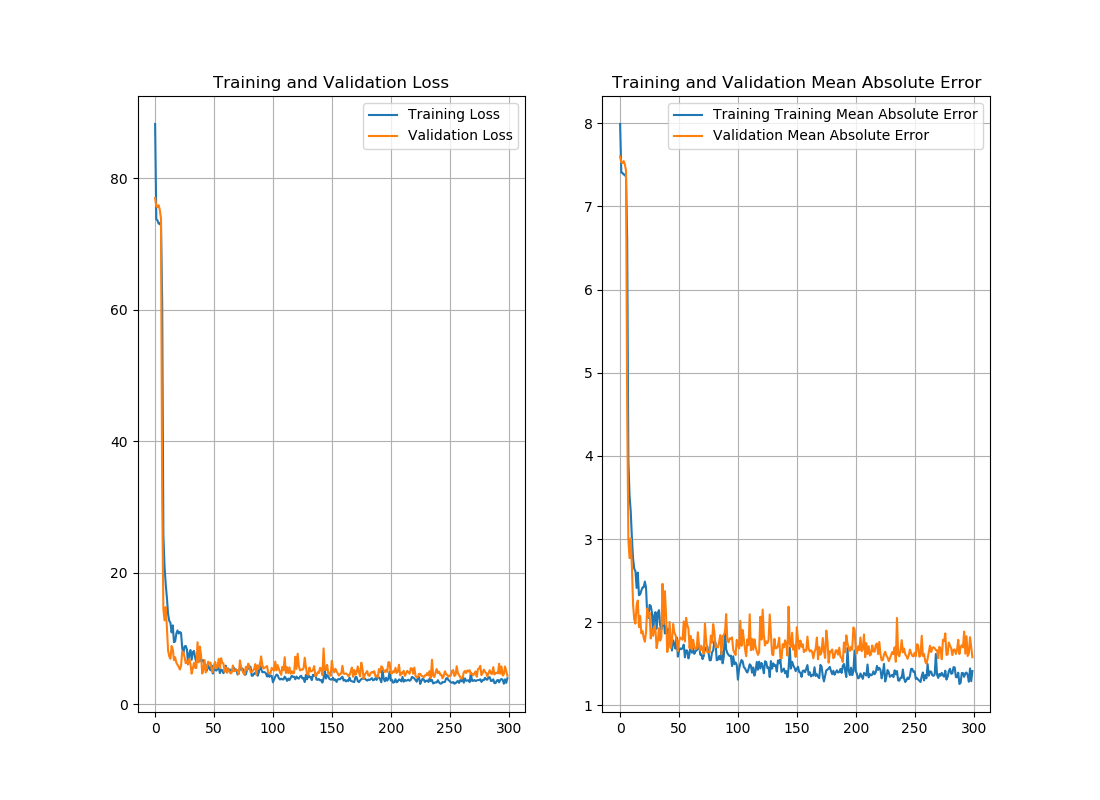 Training and Validation Loss
Training Loss
Validation Loss
80
60
40
20
0
0 50 100 150 200 250 300
Training and Validation Mean Absolute Error
Training Training Mean Absolute Error
Validation Mean Absolute Error
8
7
6
5
4
3
2
1
0 50 100 150 200 250 300